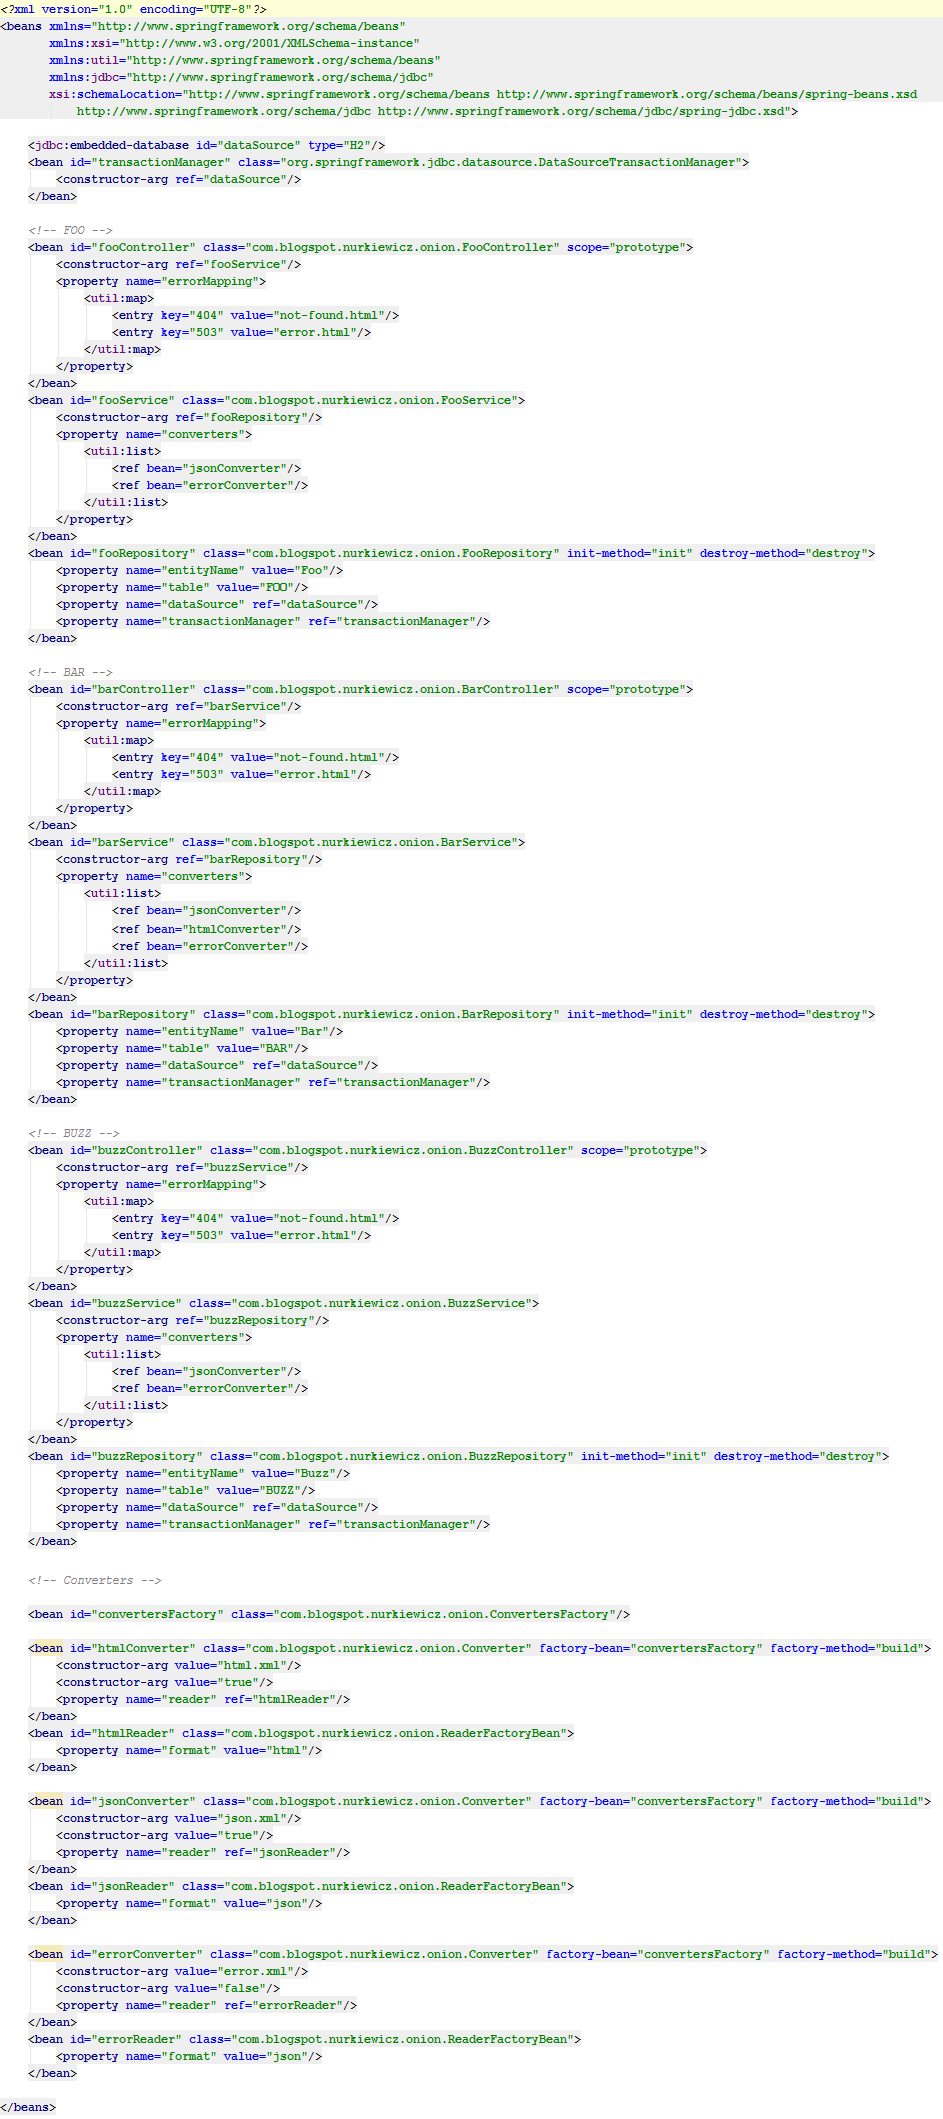 <?xml version="1.0" encoding="UTF-8"?>
<beans xmlns="http://www.springframework.org/schema/beans"
       xmlns:xsi="http://www.w3.org/2001/XMLSchema-instance"
       xmlns:util="http://www.springframework.org/schema/beans"
       xmlns:jdbc="http://www.springframework.org/schema/jdbc"
       xsi:schemaLocation="http://www.springframework.org/schema/beans http://www.springframework.org/schema/beans/spring-beans.xsd
           http://www.springframework.org/schema/jdbc http://www.springframework.org/schema/jdbc/spring-jdbc.xsd">

    <jdbc:embedded-database id="dataSource" type="H2"/>
    <bean id="transactionManager" class="org.springframework.jdbc.datasource.DataSourceTransactionManager">
        <constructor-arg ref="dataSource"/>
    </bean>

    <!-- FOO -->
    <bean id="fooController" class="com.blogspot.nurkiewicz.onion.FooController" scope="prototype">
        <constructor-arg ref="fooService"/>
        <property name="errorMapping">
            <util:map>
                <entry key="404" value="not-found.html"/>
                <entry key="503" value="error.html"/>
            </util:map>
        </property>
    </bean>
    <bean id="fooService" class="com.blogspot.nurkiewicz.onion.FooService">
        <constructor-arg ref="fooRepository"/>
        <property name="converters">
            <util:list>
                <ref bean="jsonConverter"/>
                <ref bean="errorConverter"/>
            </util:list>
        </property>
    </bean>
    <bean id="fooRepository" class="com.blogspot.nurkiewicz.onion.FooRepository" init-method="init" destroy-method="destroy">
        <property name="entityName" value="Foo"/>
        <property name="table" value="FOO"/>
        <property name="dataSource" ref="dataSource"/>
        <property name="transactionManager" ref="transactionManager"/>
    </bean>

    <!-- BAR -->
    <bean id="barController" class="com.blogspot.nurkiewicz.onion.BarController" scope="prototype">
        <constructor-arg ref="barService"/>
        <property name="errorMapping">
            <util:map>
                <entry key="404" value="not-found.html"/>
                <entry key="503" value="error.html"/>
            </util:map>
        </property>
    </bean>
    <bean id="barService" class="com.blogspot.nurkiewicz.onion.BarService">
        <constructor-arg ref="barRepository"/>
        <property name="converters">
            <util:list>
                <ref bean="jsonConverter"/>
                <ref bean="htmlConverter"/>
                <ref bean="errorConverter"/>
            </util:list>
        </property>
    </bean>
    <bean id="barRepository" class="com.blogspot.nurkiewicz.onion.BarRepository" init-method="init" destroy-method="destroy">
        <property name="entityName" value="Bar"/>
        <property name="table" value="BAR"/>
        <property name="dataSource" ref="dataSource"/>
        <property name="transactionManager" ref="transactionManager"/>
    </bean>

    <!-- BUZZ -->
    <bean id="buzzController" class="com.blogspot.nurkiewicz.onion.BuzzController" scope="prototype">
        <constructor-arg ref="buzzService"/>
        <property name="errorMapping">
            <util:map>
                <entry key="404" value="not-found.html"/>
                <entry key="503" value="error.html"/>
            </util:map>
        </property>
    </bean>
    <bean id="buzzService" class="com.blogspot.nurkiewicz.onion.BuzzService">
        <constructor-arg ref="buzzRepository"/>
        <property name="converters">
            <util:list>
                <ref bean="jsonConverter"/>
                <ref bean="errorConverter"/>
            </util:list>
        </property>
    </bean>
    <bean id="buzzRepository" class="com.blogspot.nurkiewicz.onion.BuzzRepository" init-method="init" destroy-method="destroy">
        <property name="entityName" value="Buzz"/>
        <property name="table" value="BUZZ"/>
        <property name="dataSource" ref="dataSource"/>
        <property name="transactionManager" ref="transactionManager"/>
    </bean>

    <!-- Converters -->

    <bean id="convertersFactory" class="com.blogspot.nurkiewicz.onion.ConvertersFactory"/>

    <bean id="htmlConverter" class="com.blogspot.nurkiewicz.onion.Converter" factory-bean="convertersFactory" factory-method="build">
        <constructor-arg value="html.xml"/>
        <constructor-arg value="true"/>
        <property name="reader" ref="htmlReader"/>
    </bean>
    <bean id="htmlReader" class="com.blogspot.nurkiewicz.onion.ReaderFactoryBean">
        <property name="format" value="html"/>
    </bean>

    <bean id="jsonConverter" class="com.blogspot.nurkiewicz.onion.Converter" factory-bean="convertersFactory" factory-method="build">
        <constructor-arg value="json.xml"/>
        <constructor-arg value="true"/>
        <property name="reader" ref="jsonReader"/>
    </bean>
    <bean id="jsonReader" class="com.blogspot.nurkiewicz.onion.ReaderFactoryBean">
        <property name="format" value="json"/>
    </bean>

    <bean id="errorConverter" class="com.blogspot.nurkiewicz.onion.Converter" factory-bean="convertersFactory" factory-method="build">
        <constructor-arg value="error.xml"/>
        <constructor-arg value="false"/>
        <property name="reader" ref="errorReader"/>
    </bean>
    <bean id="errorReader" class="com.blogspot.nurkiewicz.onion.ReaderFactoryBean">
        <property name="format" value="json"/>
    </bean>

</beans>